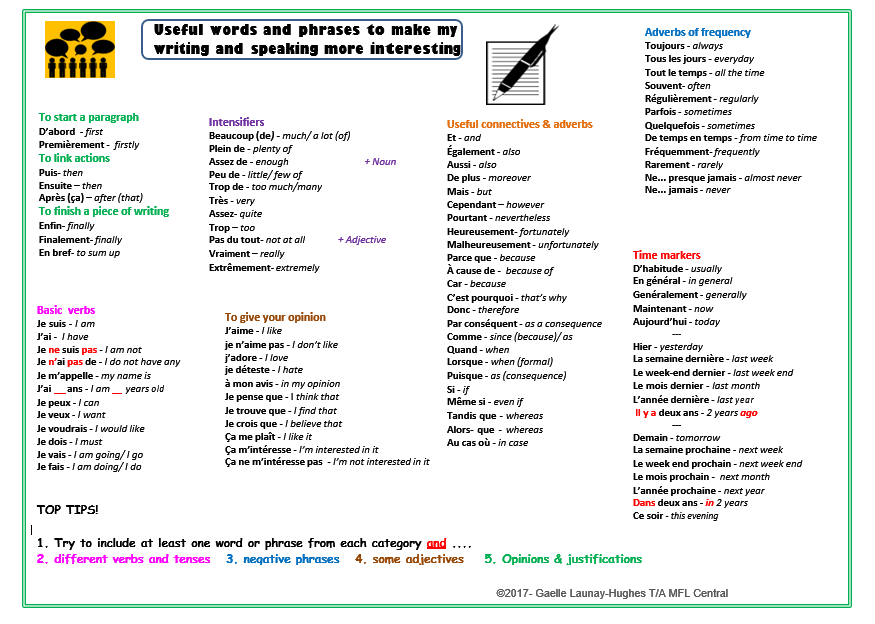 Useful words and phrases to make my
writing and speaking more interesting
To start a paragraph
D'abord - first
Premièrement - firstly
To link actions
Puis- then
Ensuite – then
Après (ça) – after (that)
To finish a piece of writing
Enfin- finally
Finalement- finally
En bref- to sum up
Intensifiers
Beaucoup (de) - much/ a lot (of)
Plein de - plenty of
Assez de - enough + Noun
Peu de - little/ few of
Trop de - too much/many
Très - very
Assez- quite
Trop – too
Pas du tout- not at all + Adjective
Vraiment – really
Extrêmement- extremely
Useful connectives & adverbs
Et - and
Également - also
Aussi - also
De plus - moreover
Mais - but
Cependant – however
Pourtant - nevertheless
Heureusement- fortunately
Malheureusement - unfortunately
Parce que - because
À cause de - because of
Car - because
C'est pourquoi - that's why
Donc - therefore
Par conséquent - as a consequence
Comme - since (because)/ as
Quand - when
Lorsque - when (formal)
Puisque - as (consequence)
Si - if
Même si - even if
Tandis que - whereas
Alors- que - whereas
Au cas où - in case
Adverbs of frequency
Toujours - always
Tous les jours - everyday
Tout le temps - all the time
Souvent- often
Régulièrement - regularly
Parfois - sometimes
Quelquefois - sometimes
De temps en temps - from time to time
Fréquemment- frequently
Rarement - rarely
Ne... presque jamais - almost never
Ne... jamais - never
Time markers
D'habitude - usually
En général - in general
Genéralement - generally
Maintenant - now
Aujourd'hui - today
---
Hier - yesterday
La semaine dernière - last week
Le week-end dernier - last week end
Le mois dernier - last month
L'année dernière - last year
Il y a deux ans - 2 years ago
---
Demain - tomorrow
La semaine prochaine - next week
Le week end prochain - next week end
Le mois prochain - next month
L'année prochaine - next year
Dans deux ans - in 2 years
Ce soir - this evening
Basic verbs
Je suis - I am
J'ai - I have
Je ne suis pas - I am not
Je n'ai pas de - I do not have any
Je m'appelle - my name is
J'ai __ans - I am __ years old
Je peux - I can
Je veux - I want
Je voudrais - I would like
Je dois - I must
Je vais - I am going/ I go
Je fais - I am doing/ I do
To give your opinion
J'aime - I like
je n'aime pas - I don't like
j'adore - I love
je déteste - I hate
à mon avis - in my opinion
Je pense que - I think that
Je trouve que - I find that
Je crois que - I believe that
Ça me plaît - I like it
Ça m'intéresse - I'm interested in it
Ça ne m'intéresse pas - I'm not interested in it
TOP TIPS!
1. Try to include at least one word or phrase from each category and ....
2. different verbs and tenses 3. negative phrases 4. some adjectives 5. Opinions & justifications
©2017- Gaelle Launay-Hughes T/A MFL Central